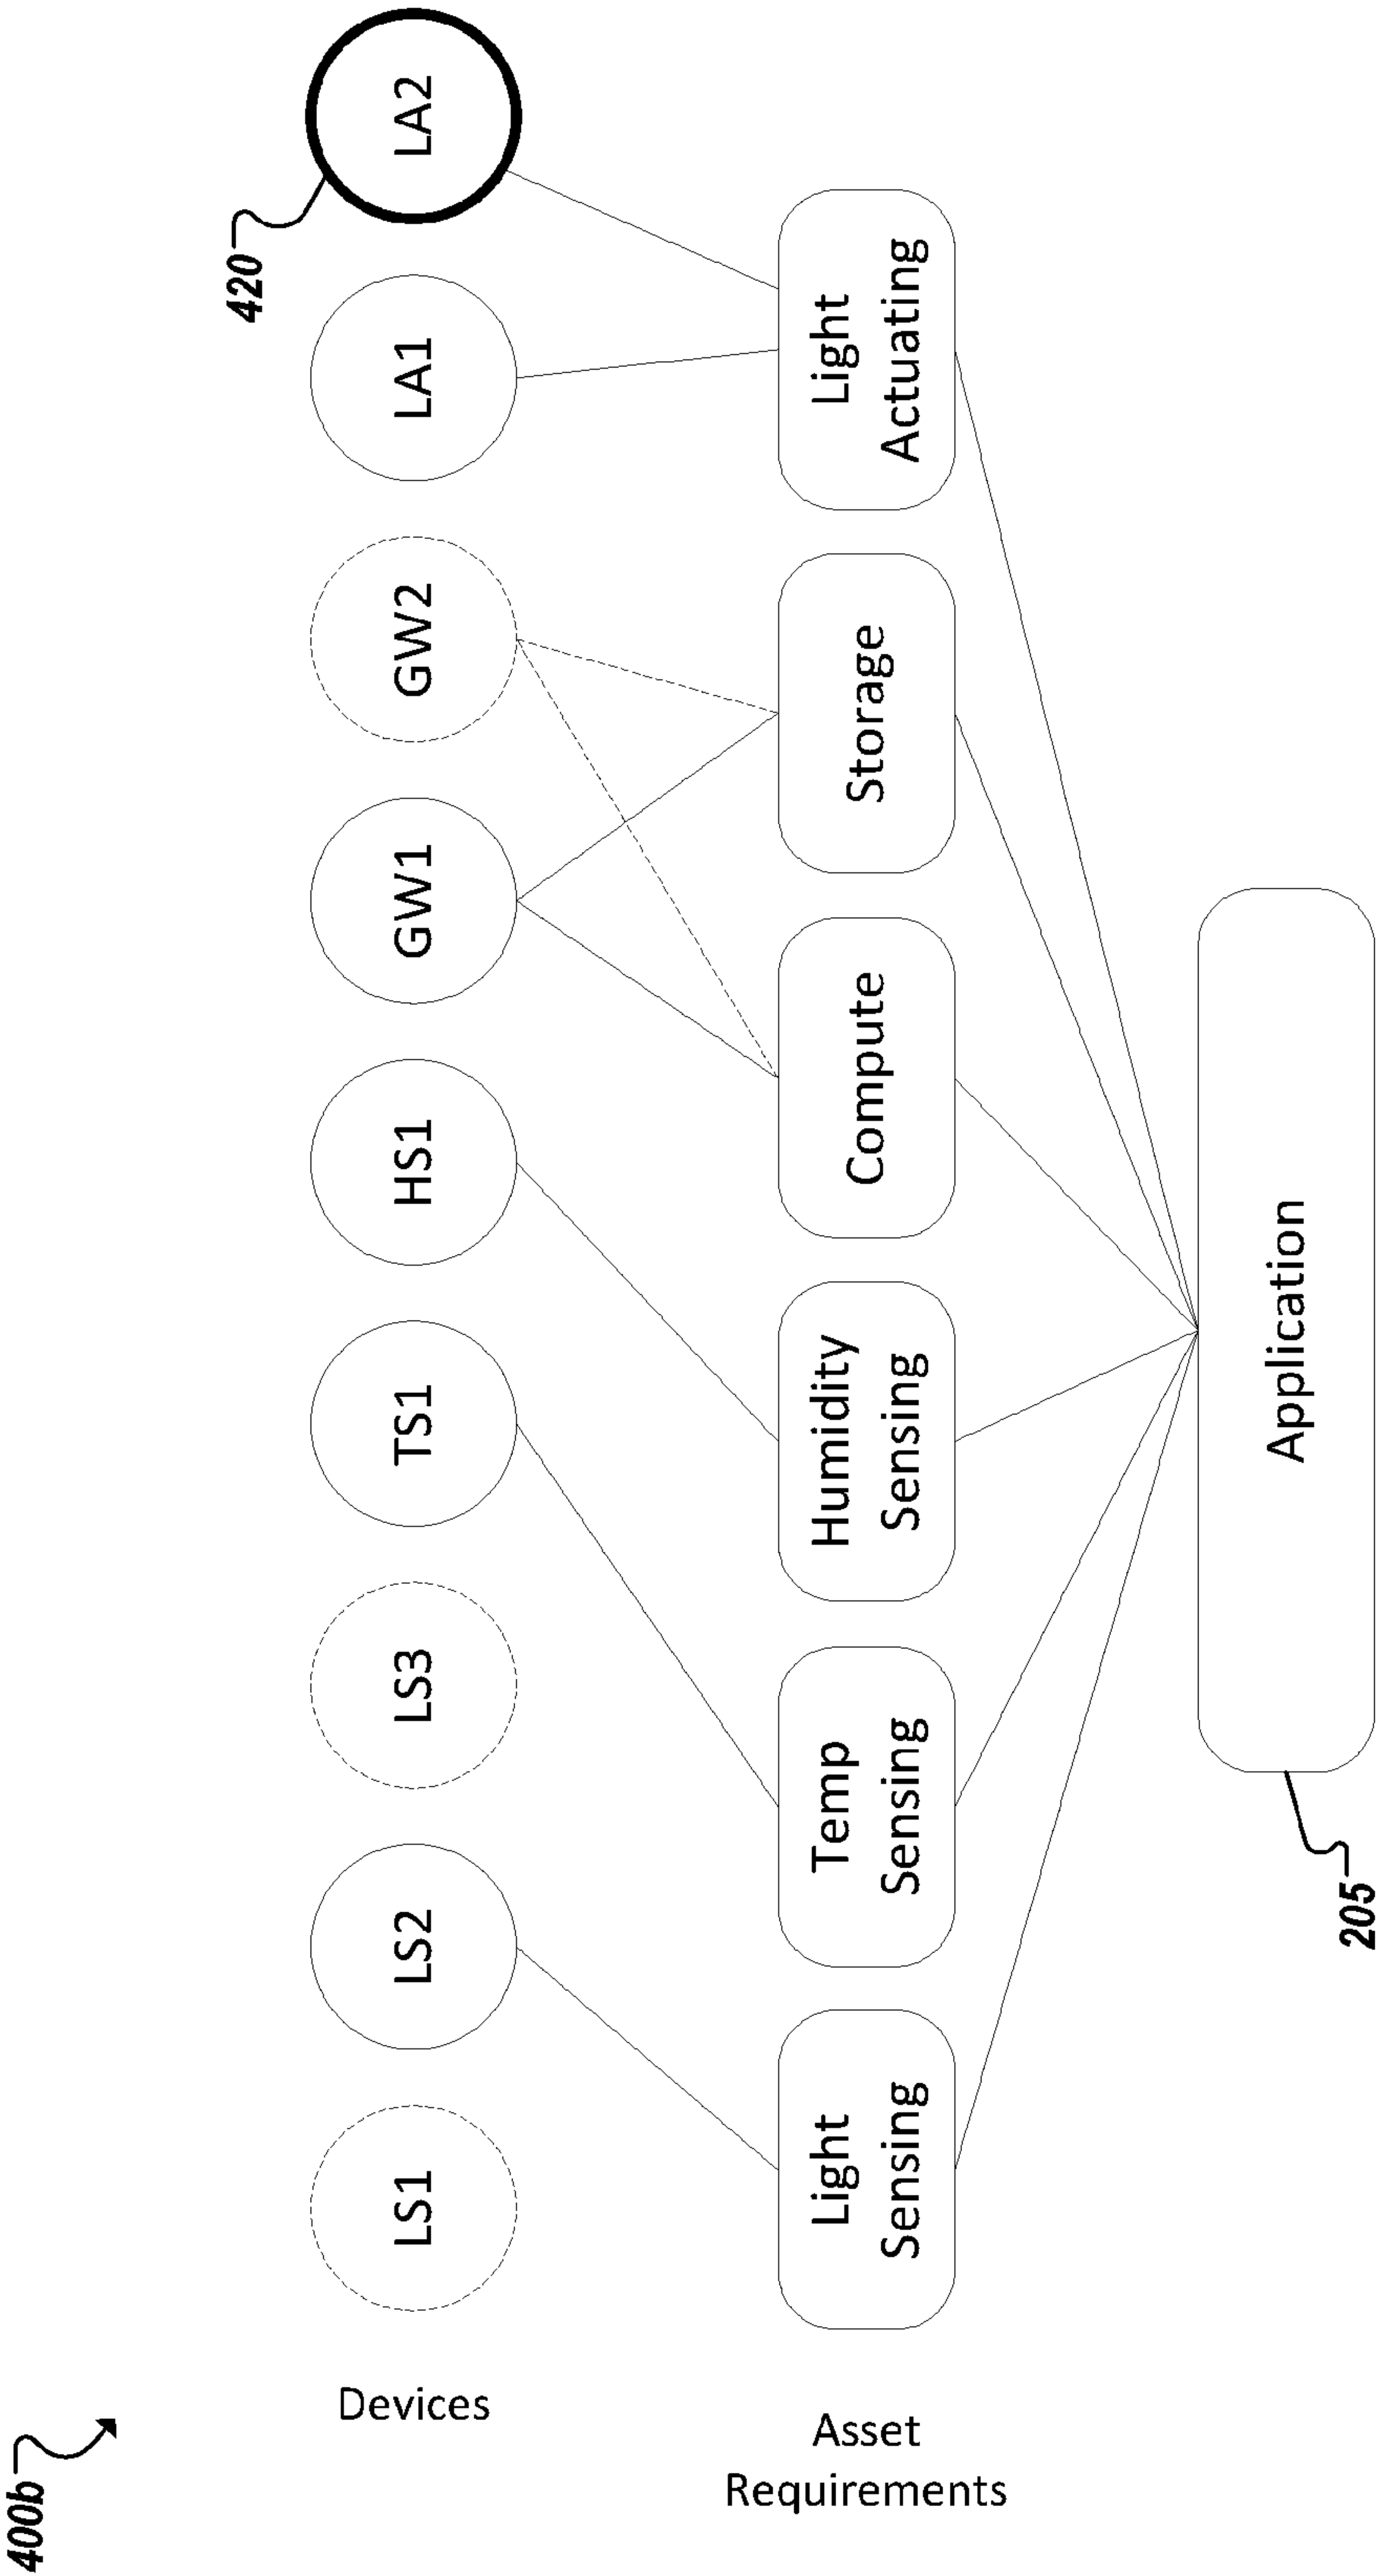 400b
Devices
LS1
LS2
LS3
TS1
HS1
GW1
GW2
LA1
LA2
420
Asset
Requirements
Light
Sensing
Temp
Sensing
Humidity
Sensing
Compute
Storage
Light
Actuating
Application
205